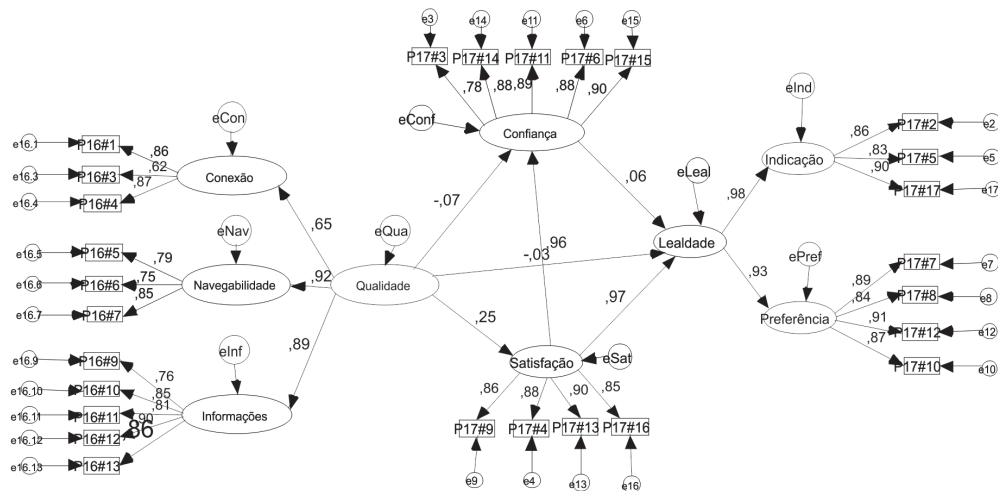 e3
e14
e11
e6
e15
P17#3
P17#14
P17#11
P17#6
P17#15
,78
,88
,89
,88
,90
eConf
Confiança
eCon
e16.1
P16#1
e16.3
P16#3
e16.4
P16#4
,86
,62
,87
Conexão
eInd
Indicação
,86
,83
,90
P17#2
e2
P17#5
e5
P17#17
e17
,65
-,07
,06
eLeal
Lealdade
,98
eNav
e16.5
P16#5
e16.6
P16#6
e16.7
P16#7
,79
,75
,85
Navegabilidade
,92
eQua
Qualidade
-,03
,96
,93
ePref
Preferência
,89
,84
,91
,87
P17#7
e7
P17#8
e8
P17#12
e12
P17#10
e10
,89
,25
,97
eInf
e16.9
P16#9
e16.10
P16#10
e16.11
P16#11
e16.12
P16#12
e16.13
P16#13
,76
,85
,81
,90
,86
Informações
Satisfação
eSat
,86
,88
,90
,85
P17#9
P17#4
P17#13
P17#16
e9
e4
e13
e16